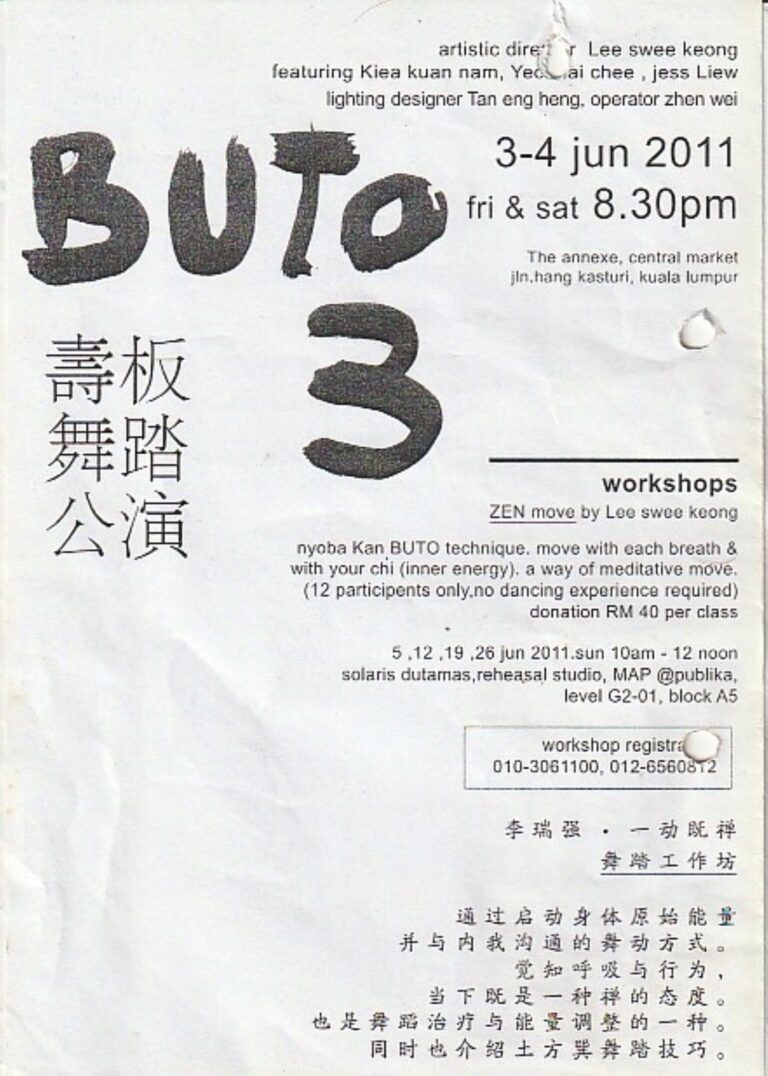 artistic director Lee swee keong
featuring Kiea kuan nam, Yeo hai chee , jess Liew
lighting designer Tan eng heng, operator zhen wei
BUTO
3
3-4 jun 2011
fri & sat 8.30pm
The annexe, central market
jln.hang kasturi, kuala lumpur
壽板
舞踏
公演
workshops
ZEN move by Lee swee keong
nyoba Kan BUTO technique. move with each breath &
with your chi (inner energy). a way of meditative move.
(12 participants only,no dancing experience required)
donation RM 40 per class
5 ,12 ,19 ,26 jun 2011.sun 10am - 12 noon
solaris dutamas,reheasal studio, MAP @publika,
level G2-01, block A5
workshop registra
010-3061100, 012-6560812
李瑞强 · 一动既禅
舞踏工作坊
通过启动身体原始能量
并与内我沟通的舞动方式。
觉知呼吸与行为,
当下既是一种禅的态度。
也是舞蹈治疗与能量调整的一种。
同时也介绍土方巽舞踏技巧。